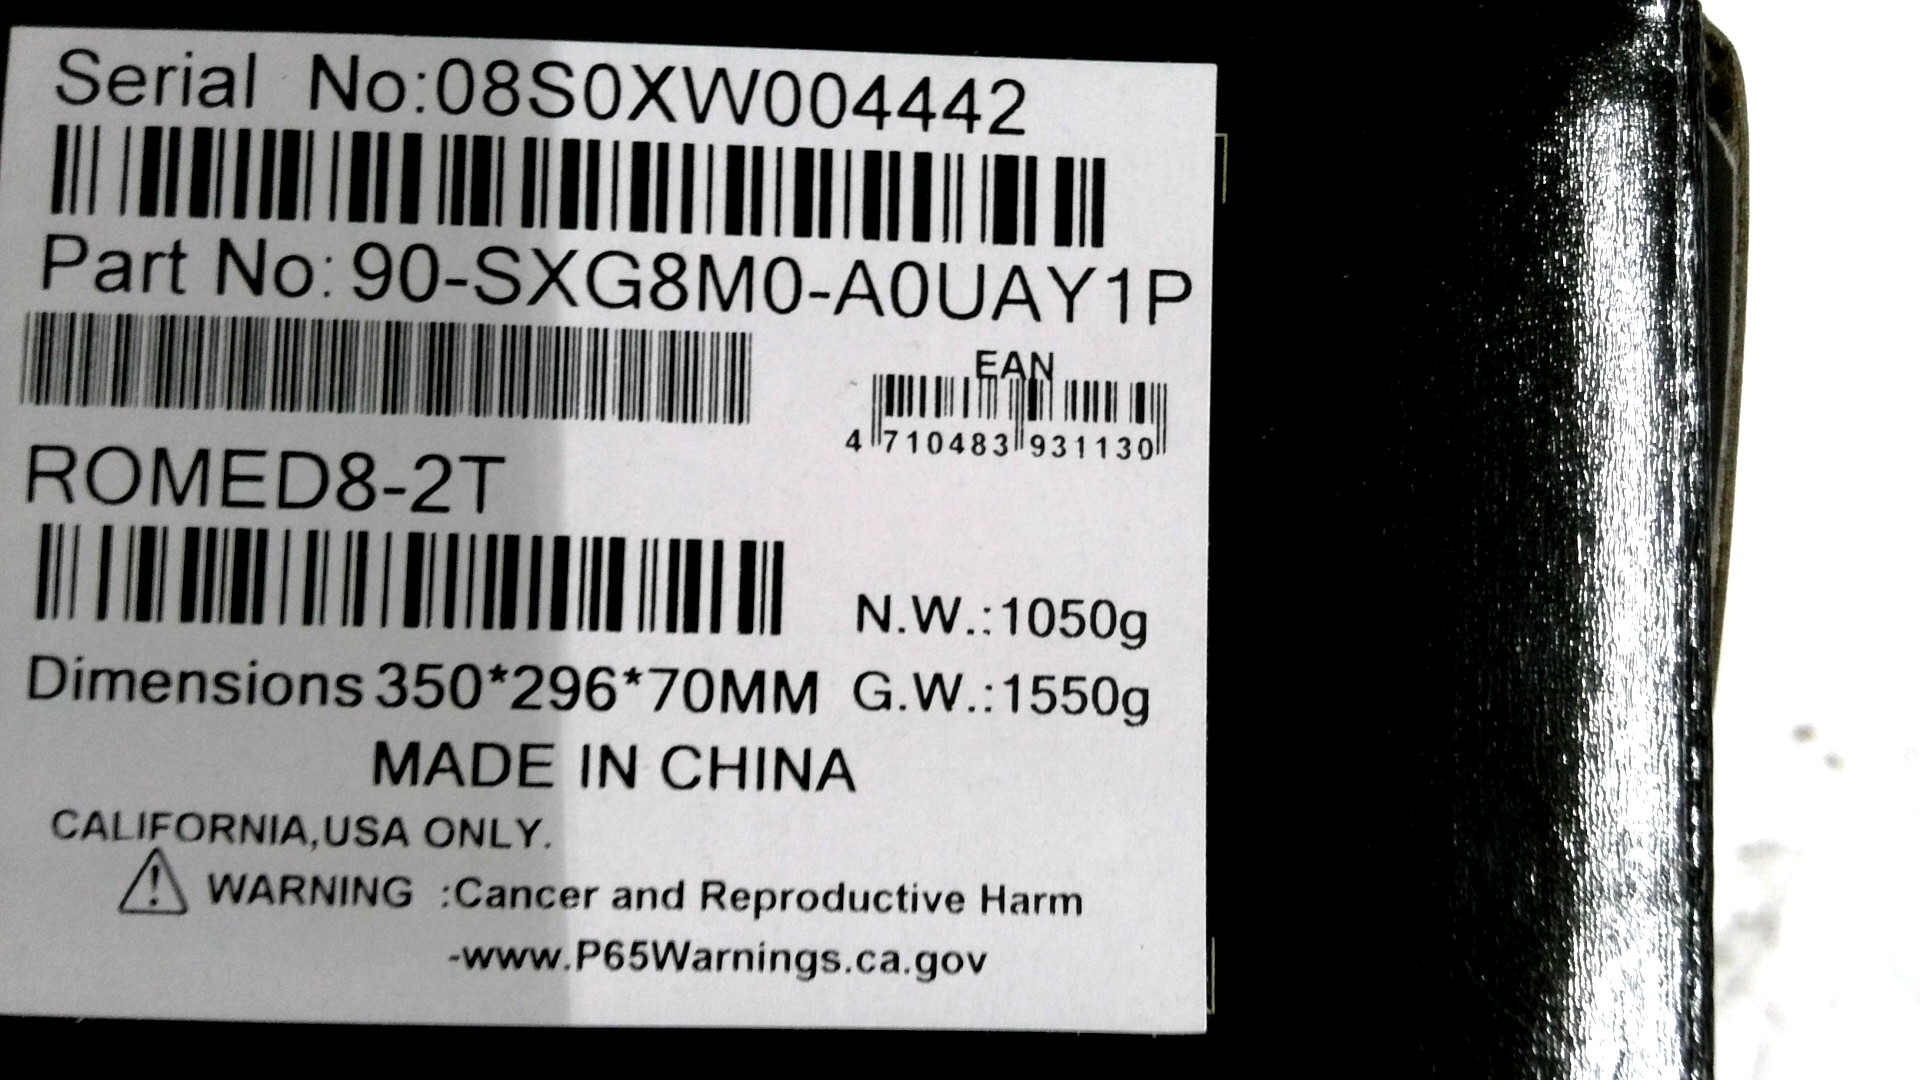 Serial No:08S0XW004442
Part No: 90-SXG8M0-A0UAY1P
EAN
4 710483 931130
ROMED8-2T
N.W.:1050g
Dimensions 350*296*70MM G.W.:1550g
MADE IN CHINA
CALIFORNIA,USA ONLY.
WARNING :Cancer and Reproductive Harm
-www.P65Warnings.ca.gov